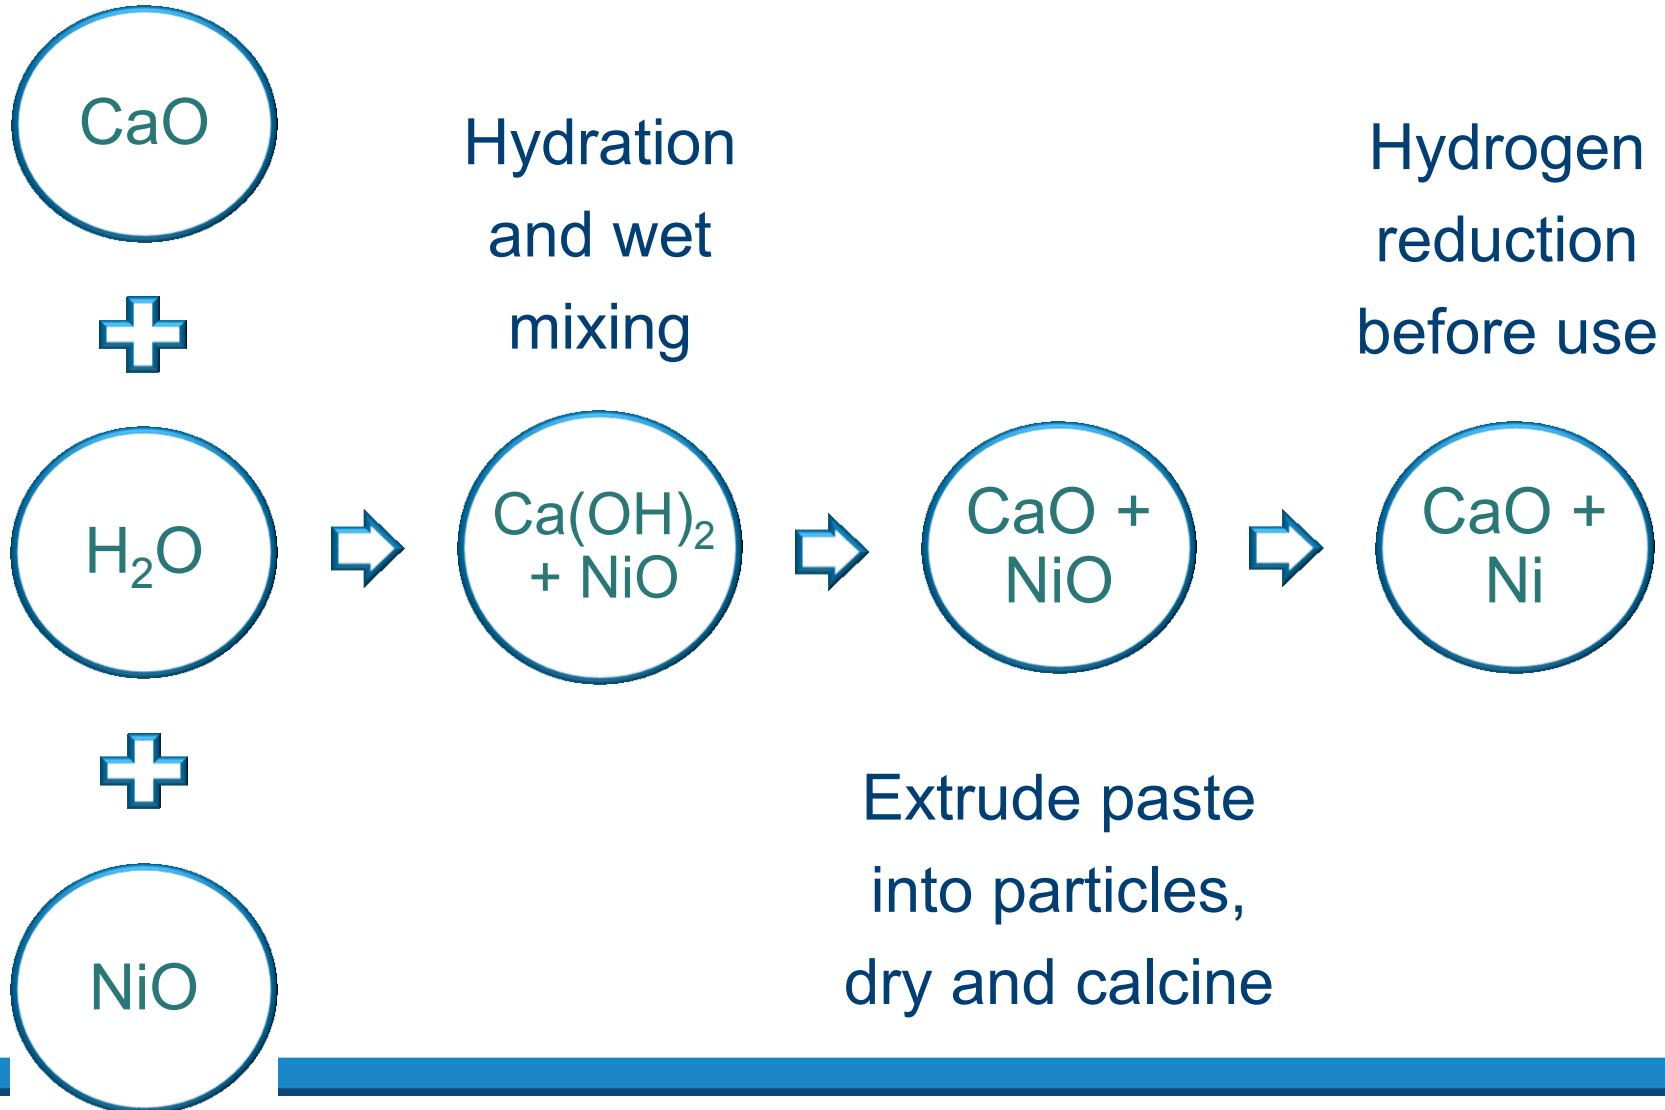 CaO
H₂O
NiO
Hydration
and wet
mixing
Ca(OH)₂
+ NiO
CaO +
NiO
Extrude paste
into particles,
dry and calcine
Hydrogen
reduction
before use
CaO +
Ni